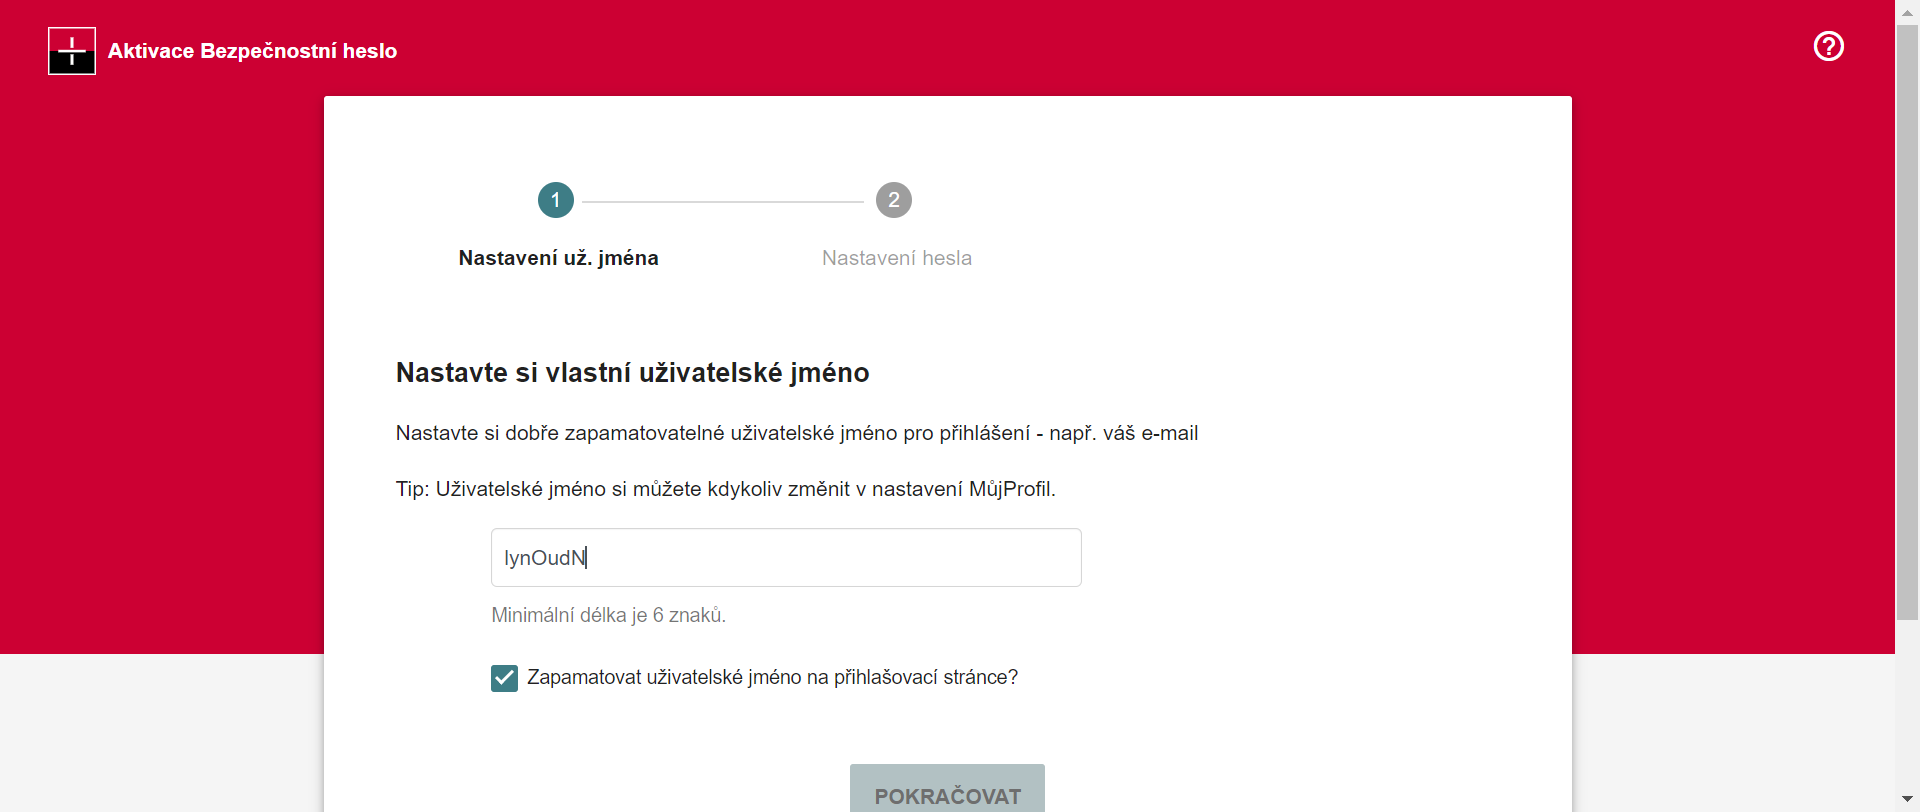 Aktivace Bezpečnostní heslo
1
2
Nastavení už. jména
Nastavení hesla
Nastavte si vlastní uživatelské jméno
Nastavte si dobře zapamatovatelné uživatelské jméno pro přihlášení - např. váš e-mail
Tip: Uživatelské jméno si můžete kdykoliv změnit v nastavení MůjProfil.
lynOudN
Minimální délka je 6 znaků.
Zapamatovat uživatelské jméno na přihlašovací stránce?
POKRAČOVAT